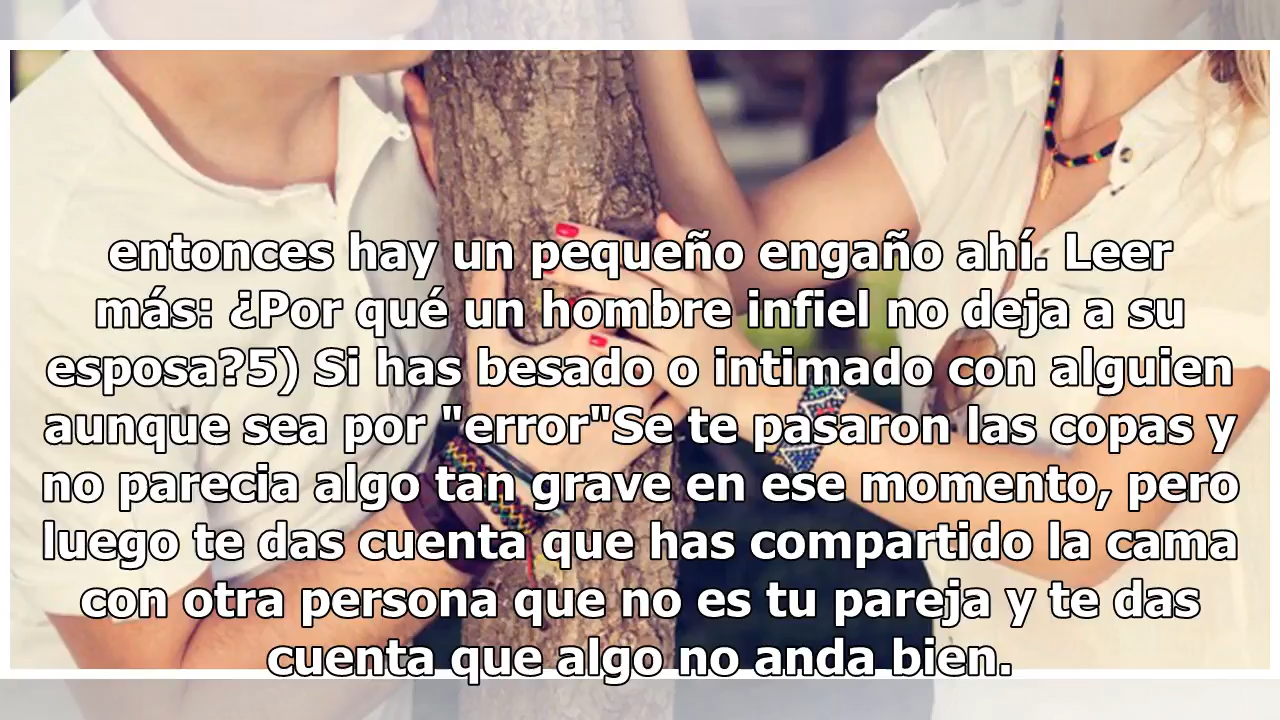 entonces hay un pequeño engaño ahí. Leer
más: ¿Por qué un hombre infiel no deja a su
esposa?5) Si has besado o intimado con alguien
aunque sea por "error"Se te pasaron las copas y
no parecia algo tan grave en ese momento, pero
luego te das cuenta que has compartido la cama
con otra persona que no es tu pareja y te das
cuenta que algo no anda bien.